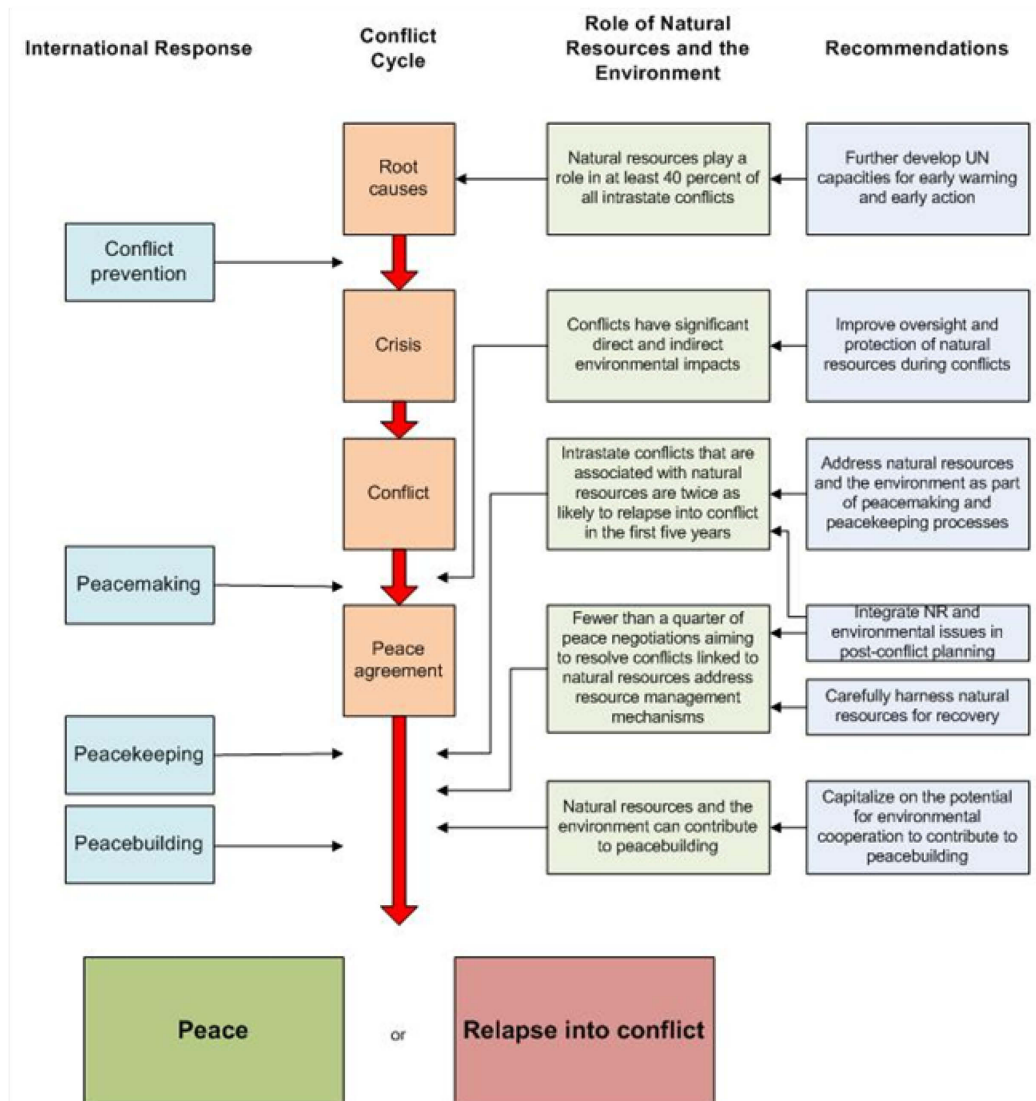 International Response
Conflict
Cycle
Role of Natural
Resources and the
Environment
Recommendations
Root
causes
Natural resources play a
role in at least 40 percent of
all intrastate conflicts
Further develop UN
capacities for early warning
and early action
Conflict
prevention
Crisis
Conflicts have significant
direct and indirect
environmental impacts
Improve oversight and
protection of natural
resources during conflicts
Conflict
Intrastate conflicts that are
associated with natural
resources are twice as
likely to relapse into conflict
in the first five years
Address natural resources
and the environment as part
of peacemaking and
peacekeeping processes
Peacemaking
Peace
agreement
Fewer than a quarter of
peace negotiations aiming
to resolve conflicts linked to
natural resources address
resource management
mechanisms
Integrate NR and
environmental issues in
post-conflict planning
Carefully harness natural
resources for recovery
Peacekeeping
Peacebuilding
Natural resources and the
environment can contribute
to peacebuilding
Capitalize on the potential
for environmental
cooperation to contribute to
peacebuilding
Peace
or
Relapse into conflict